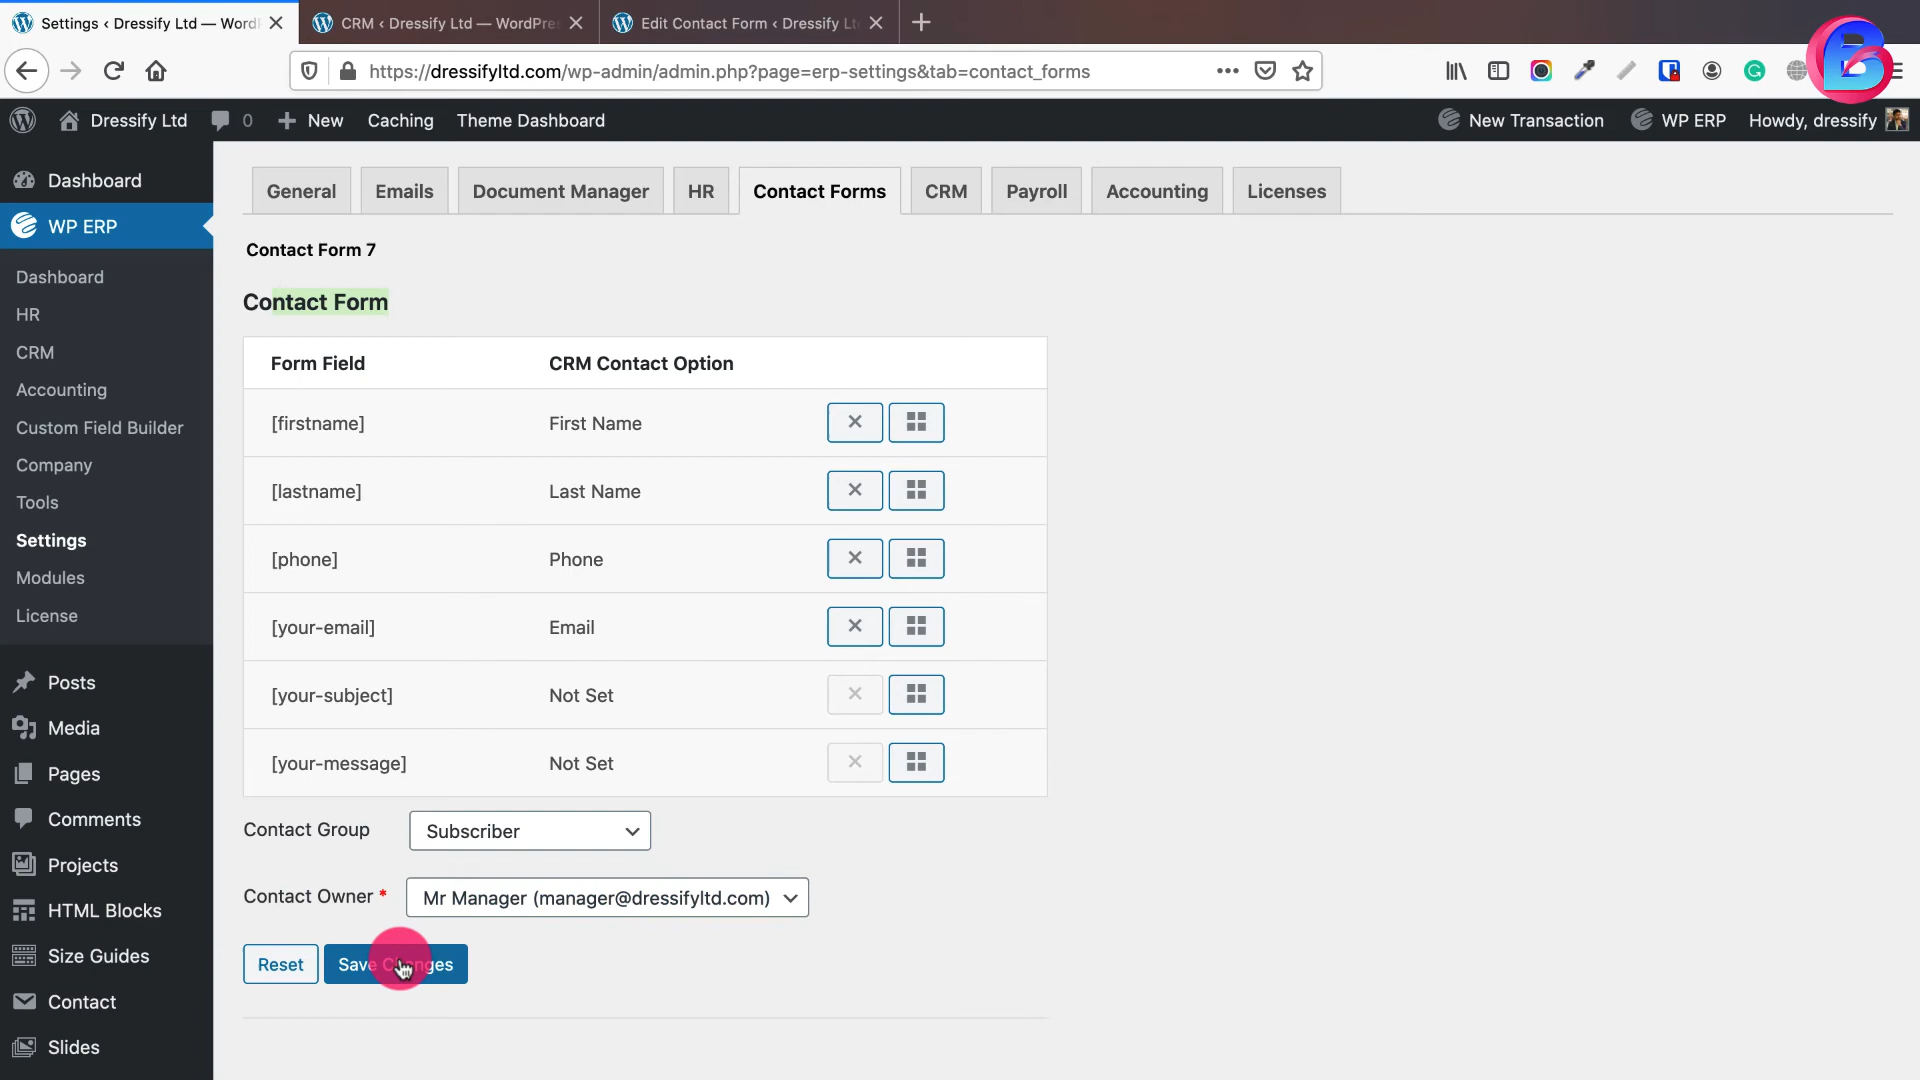 Settings ‹ Dressify Ltd — Word
CRM ‹ Dressify Ltd — WordPre
Edit Contact Form ‹ Dressify Lt
https://dressifyltd.com/wp-admin/admin.php?page=erp-settings&tab=contact_forms
Dressify Ltd
0
New
Caching
Theme Dashboard
New Transaction
WP ERP
Howdy, dressify
Dashboard
WP ERP
Dashboard
HR
CRM
Accounting
Custom Field Builder
Company
Tools
Settings
Modules
License
Posts
Media
Pages
Comments
Projects
HTML Blocks
Size Guides
Contact
Slides
General
Emails
Document Manager
HR
Contact Forms
CRM
Payroll
Accounting
Licenses
Contact Form 7
Contact Form
Form Field CRM Contact Option
[firstname] First Name
[lastname] Last Name
[phone] Phone
[your-email] Email
[your-subject] Not Set
[your-message] Not Set
Contact Group Subscriber
Contact Owner * Mr Manager (manager@dressifyltd.com)
Reset Save Changes
B